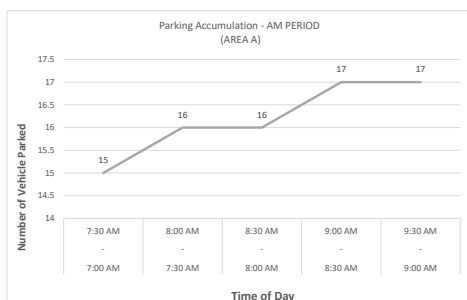 Parking Accumulation - AM PERIOD
(AREA A)
Number of Vehicle Parked
17.5
17
16.5
16
15.5
15
14.5
14
15
16
16
17
17
7:30 AM 8:00 AM 8:30 AM 9:00 AM 9:30 AM
- - - - -
7:00 AM 7:30 AM 8:00 AM 8:30 AM 9:00 AM
Time of Day